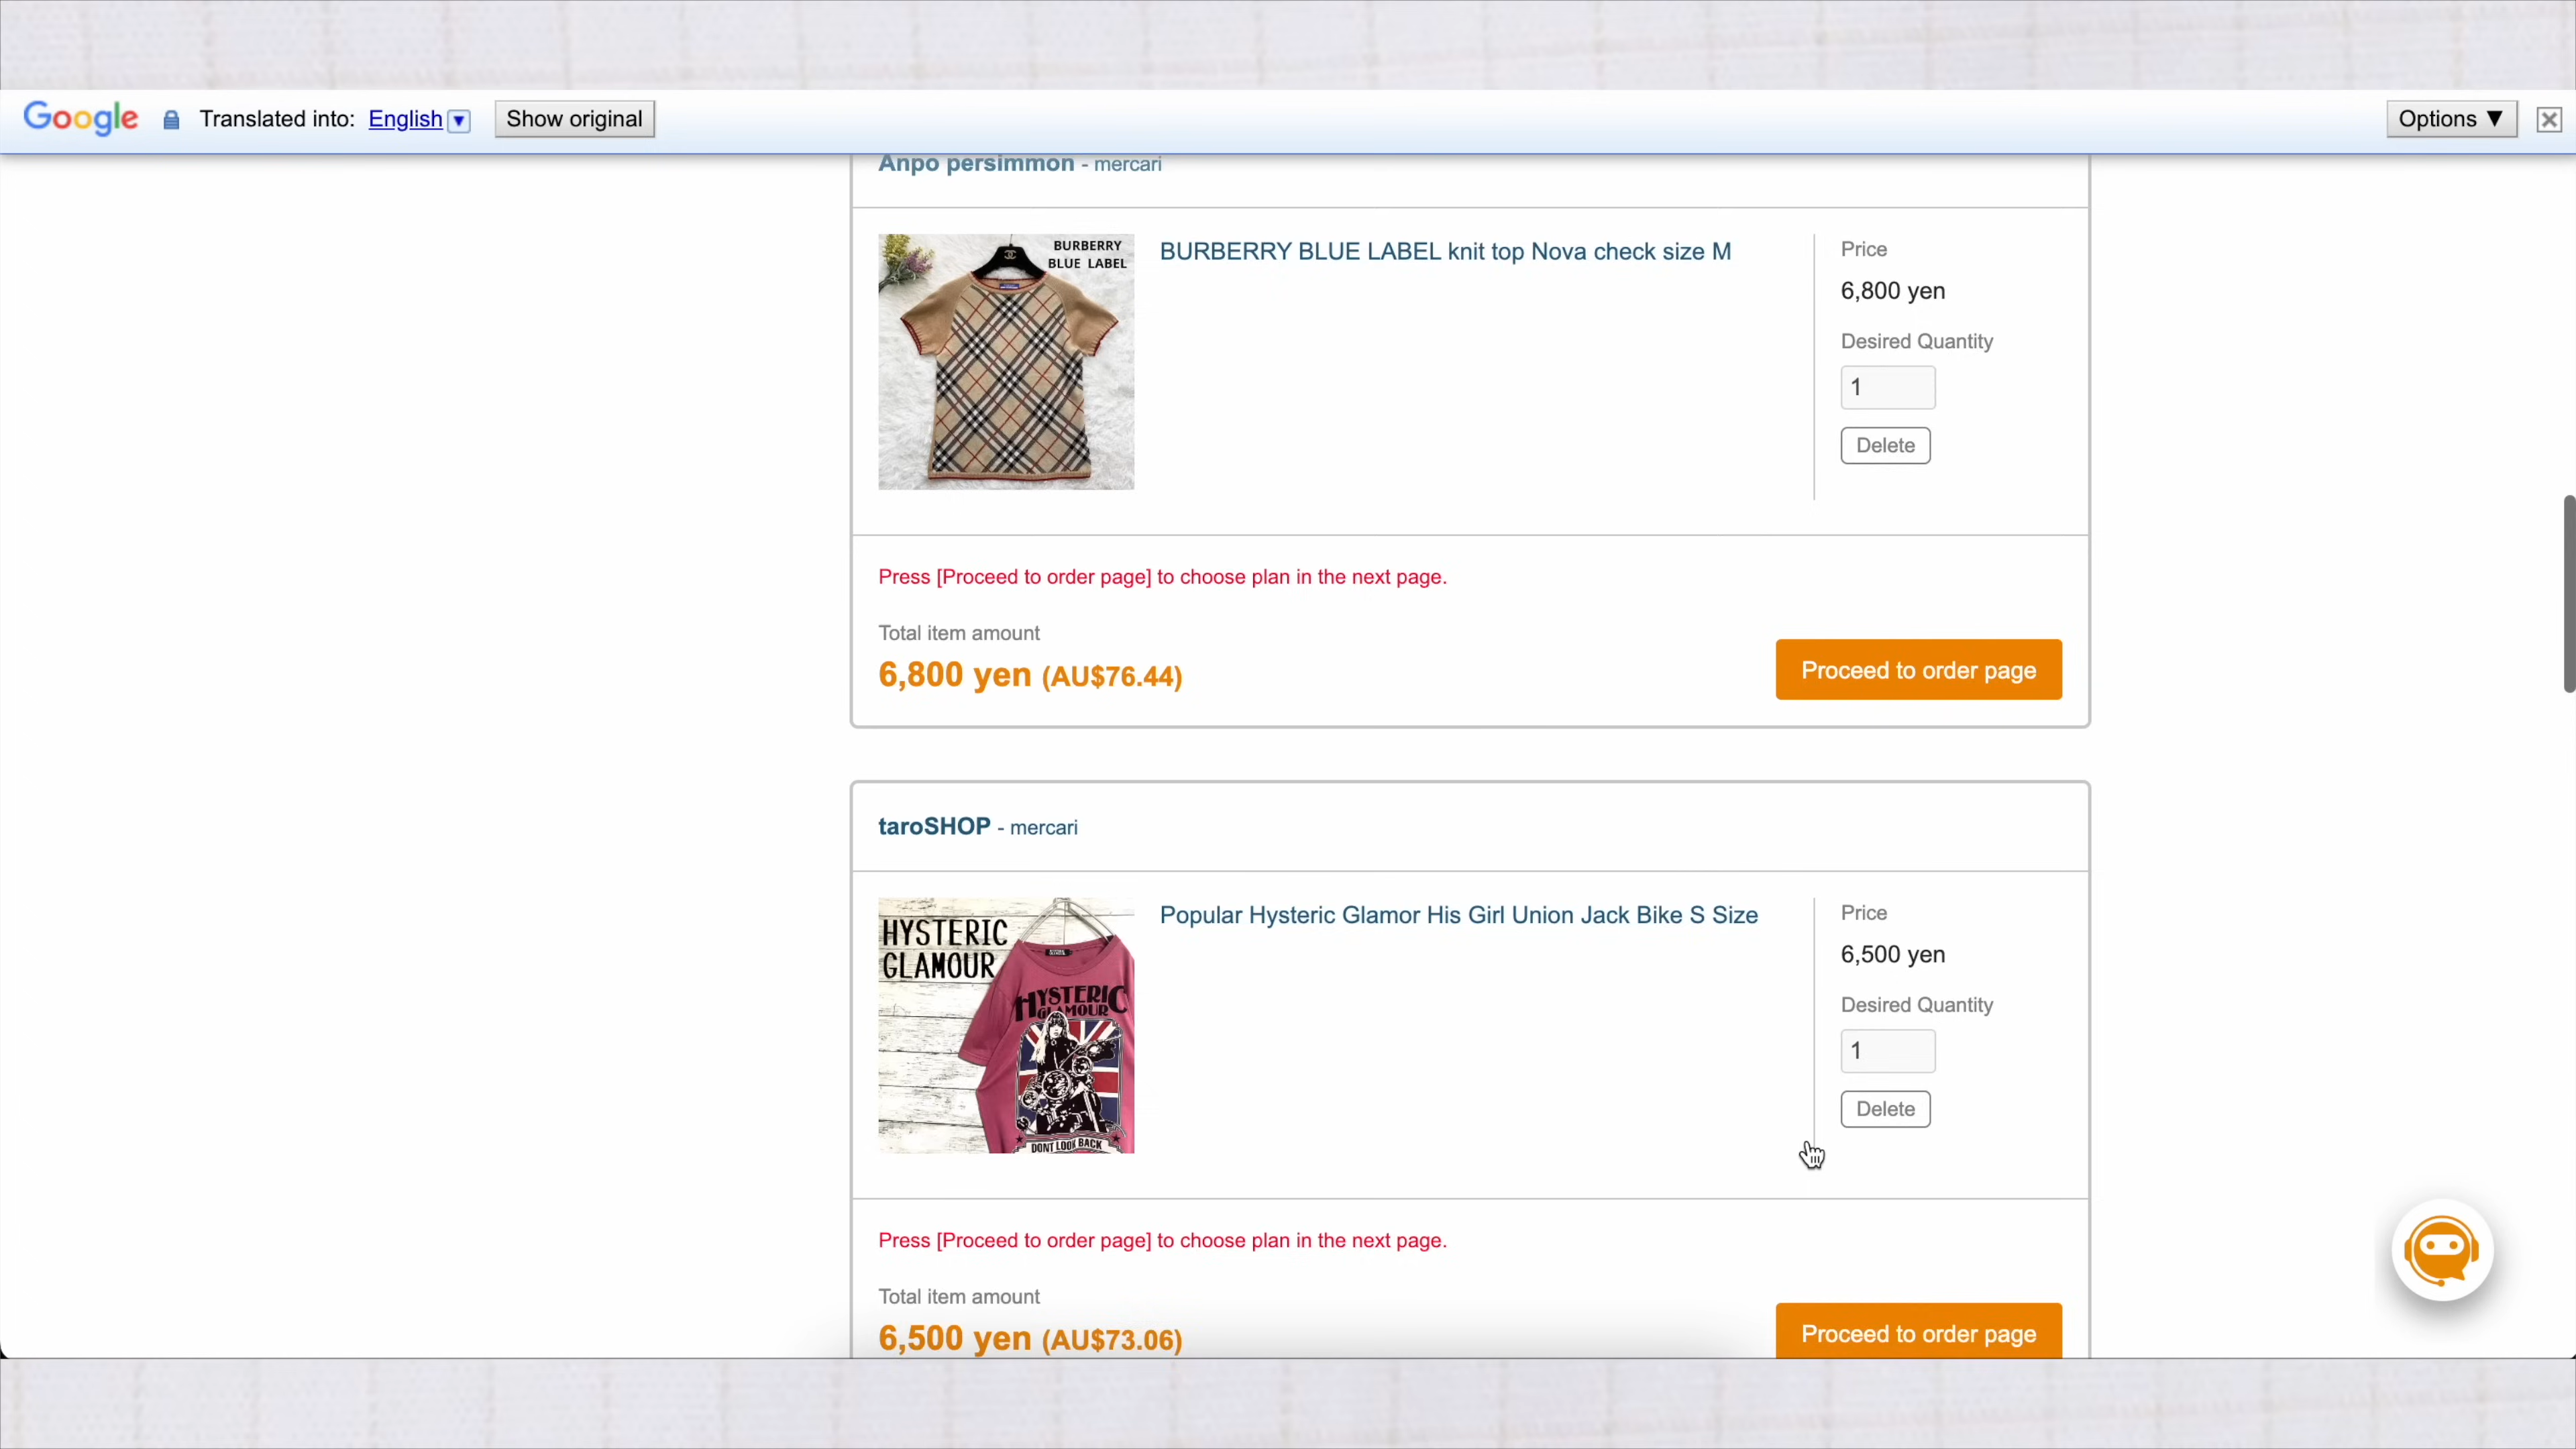 Google Translated into: English Show original Options ▼
Anpo persimmon - mercari
BURBERRY
BLUE LABEL
BURBERRY BLUE LABEL knit top Nova check size M
Price
6,800 yen
Desired Quantity
1
Delete
Press [Proceed to order page] to choose plan in the next page.
Total item amount
6,800 yen (AU$76.44)
Proceed to order page
taroSHOP - mercari
HYSTERIC
GLAMOUR
HYSTERIC
GLAMOUR
DONT LOOK BACK
Popular Hysteric Glamor His Girl Union Jack Bike S Size
Price
6,500 yen
Desired Quantity
1
Delete
Press [Proceed to order page] to choose plan in the next page.
Total item amount
6,500 yen (AU$73.06)
Proceed to order page